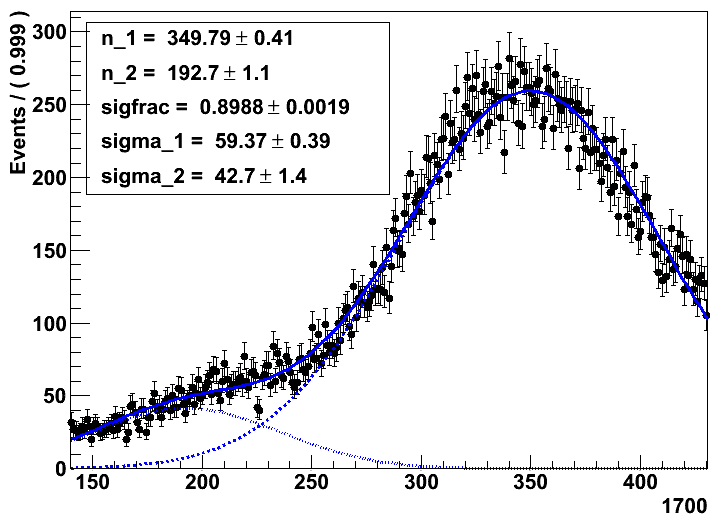 Events / ( 0.999 )
n_1 = 349.79 ± 0.41
n_2 = 192.7 ± 1.1
sigfrac = 0.8988 ± 0.0019
sigma_1 = 59.37 ± 0.39
sigma_2 = 42.7 ± 1.4
300
250
200
150
100
50
0
150 200 250 300 350 400
1700